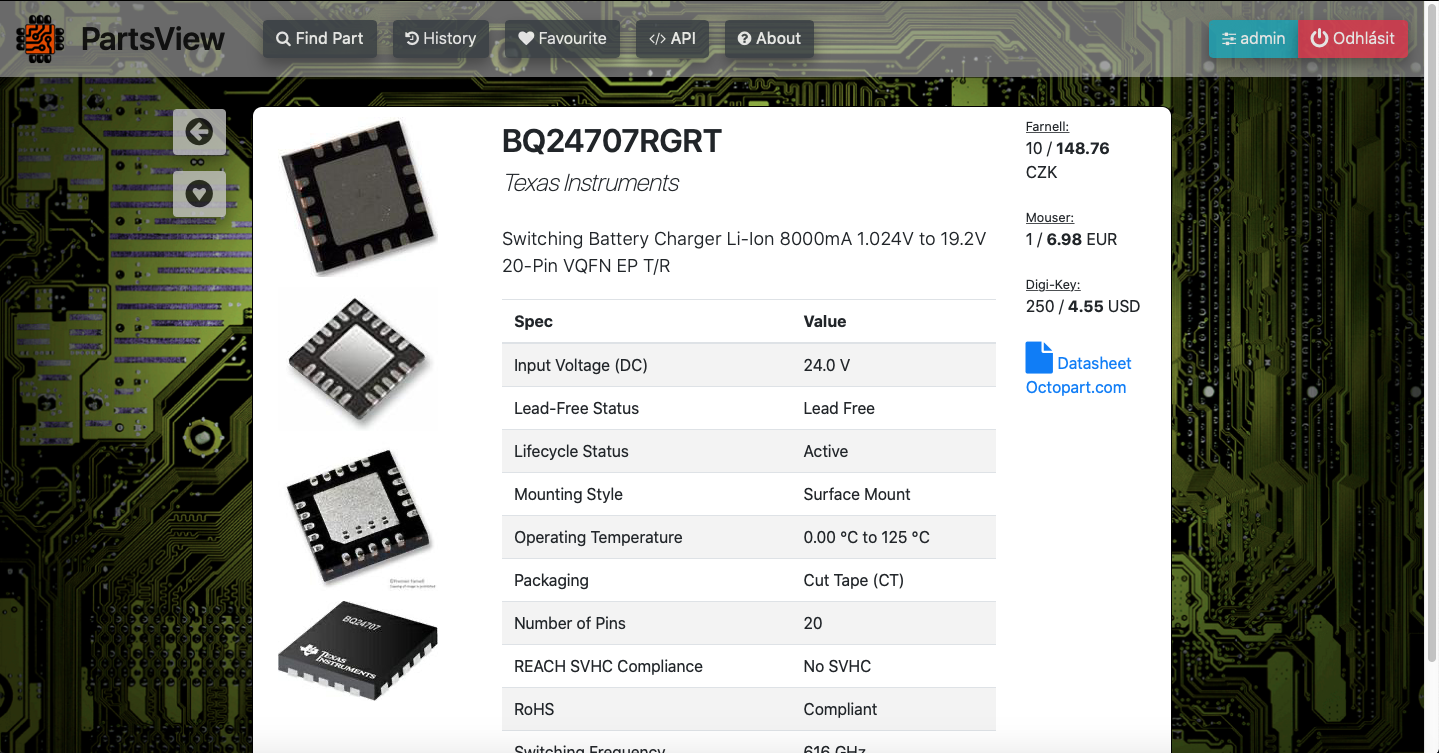 PartsView
Find Part
History
Favourite
</> API
About
admin
Odhlásit
BQ24707RGRT
Texas Instruments
Switching Battery Charger Li-Ion 8000mA 1.024V to 19.2V
20-Pin VQFN EP T/R
Spec Value
Input Voltage (DC) 24.0 V
Lead-Free Status Lead Free
Lifecycle Status Active
Mounting Style Surface Mount
Operating Temperature 0.00 °C to 125 °C
Packaging Cut Tape (CT)
Number of Pins 20
REACH SVHC Compliance No SVHC
RoHS Compliant
Switching Frequency 616 GHz
Farnell:
10 / 148.76
CZK
Mouser:
1 / 6.98 EUR
Digi-Key:
250 / 4.55 USD
Datasheet
Octopart.com
BQ24707
TEXAS
INSTRUMENTS